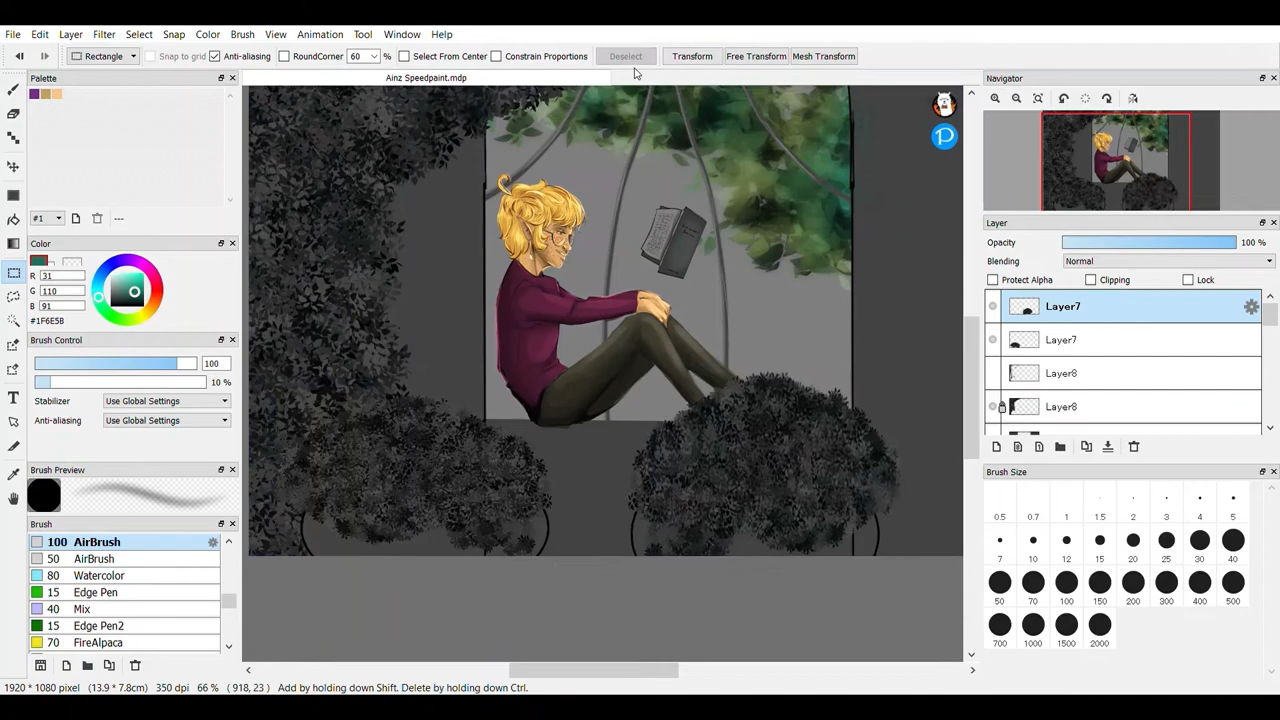 File Edit Layer Filter Select Snap Color Brush View Animation Tool Window Help
Rectangle Snap to grid Anti-aliasing RoundCorner 60 % Select From Center Constrain Proportions Deselect Transform Free Transform Mesh Transform
Palette
#1 ---
Color
R 31
G 110
B 91
#1F6E5B
Brush Control
100
10 %
Stabilizer Use Global Settings
Anti-aliasing Use Global Settings
Brush Preview
Brush
100 AirBrush
50 AirBrush
80 Watercolor
15 Edge Pen
40 Mix
15 Edge Pen2
70 FireAlpaca
Ainz Speedpaint.mdp
Navigator
Layer
Opacity 100 %
Blending Normal
Protect Alpha Clipping Lock
Layer7
Layer7
Layer8
Layer8
Brush Size
0.5 0.7 1 1.5 2 3 4 5
7 10 12 15 20 25 30 40
50 70 100 150 200 300 400 500
700 1000 1500 2000
1920 * 1080 pixel (13.9 * 7.8cm) 350 dpi 66 % ( 918, 23 ) Add by holding down Shift. Delete by holding down Ctrl.